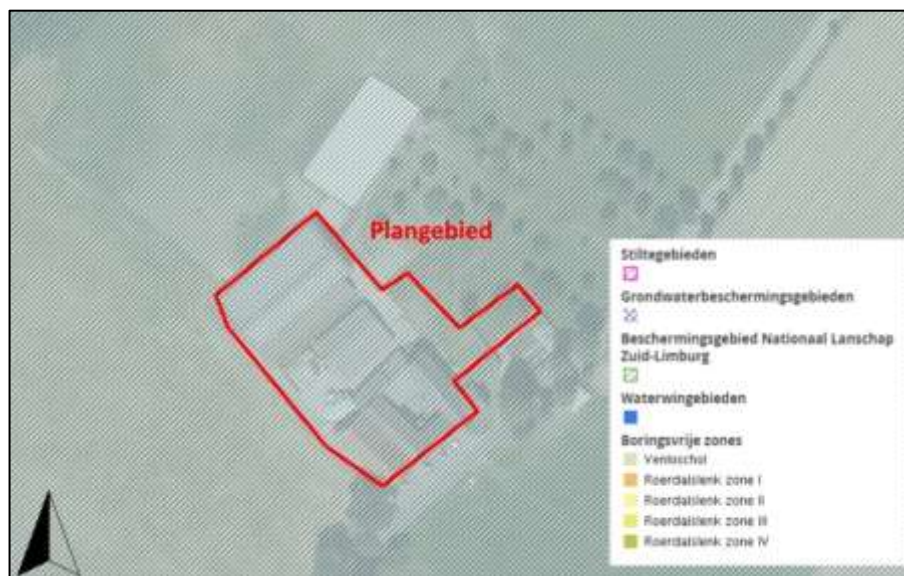 Plangebied
Stiltegebieden
Grondwaterbeschermingsgebieden
Beschermingsgebied Nationaal Lanschap
Zuid-Limburg
Waterwingebieden
Boringsvrije zones
Venloschol
Roerdalslenk zone I
Roerdalslenk zone II
Roerdalslenk zone III
Roerdalslenk zone IV